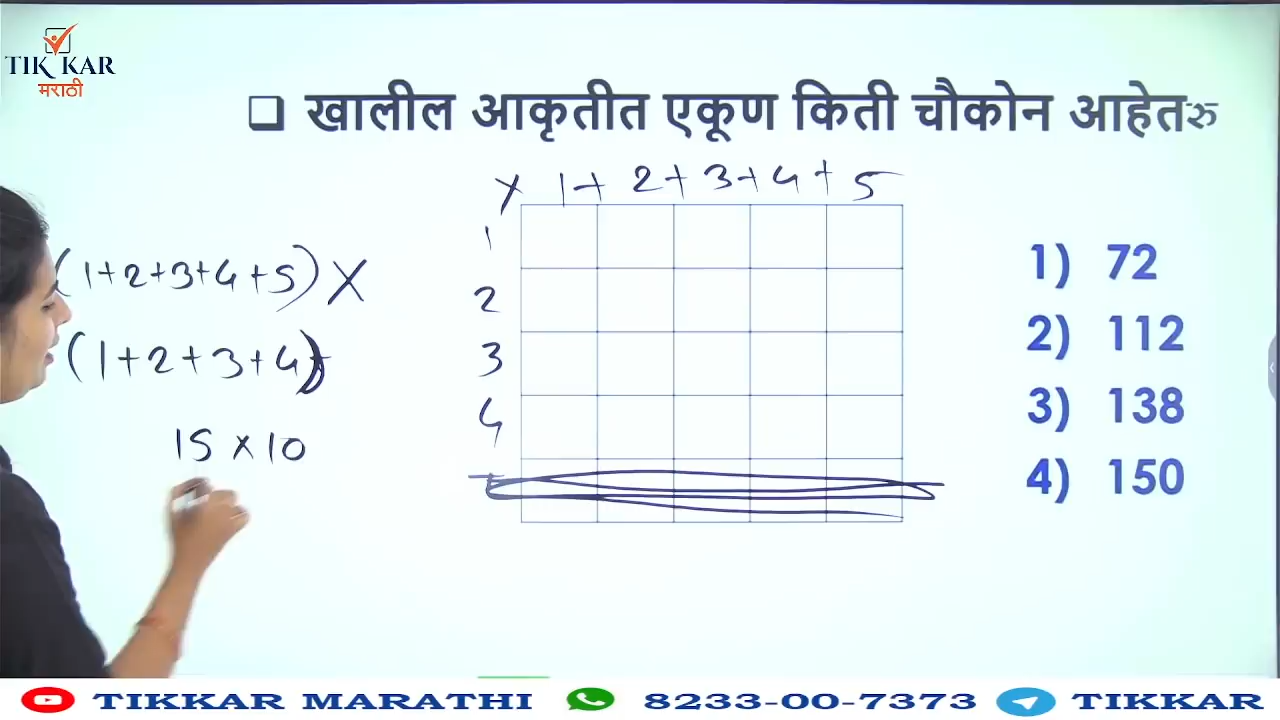 TIK KAR
मराठी
❑ खालील आकृतीत एकूण किती चौकोन आहेतरु
X 1+ 2+ 3+ 4+ 5
1
2
3
4
(1+2+3+4+5) X
(1+2+3+4)
15 x 10
1) 72
2) 112
3) 138
4) 150
TIKKAR MARATHI 8233-00-7373 TIKKAR